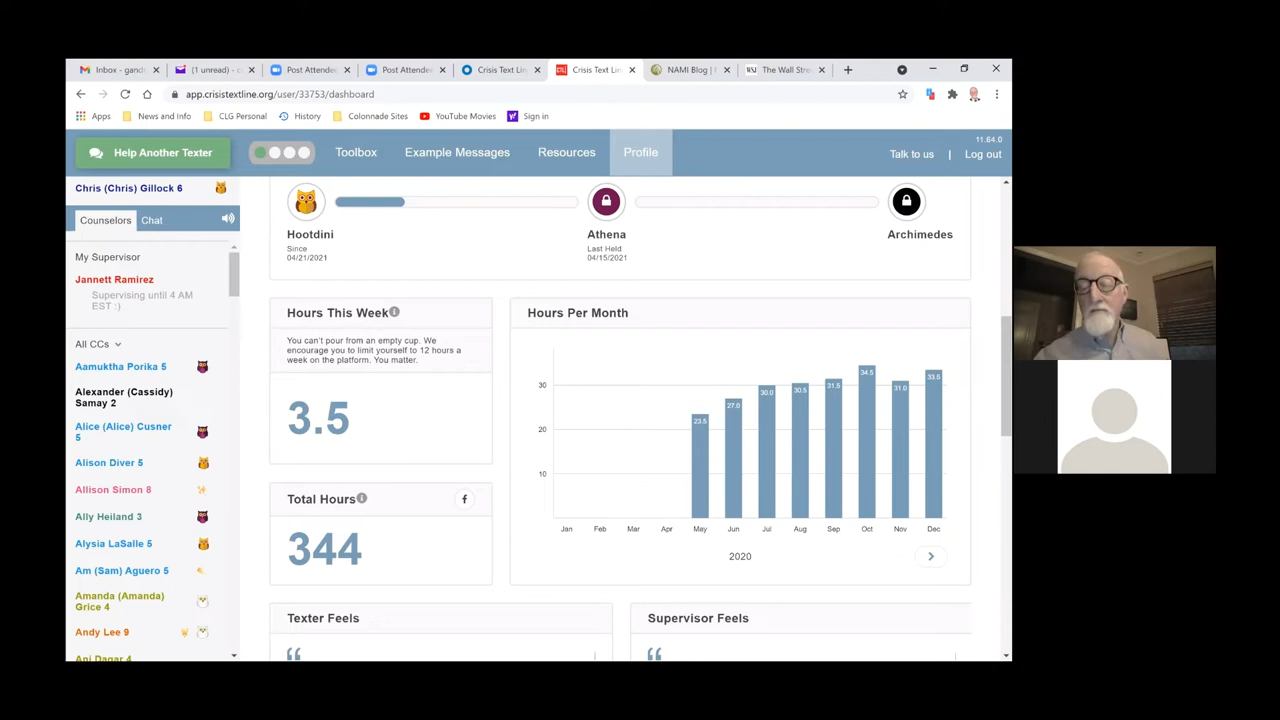 Inbox - gand
(1 unread) - c
Post Attende
Post Attende
Crisis Text Lin
Crisis Text Lin
NAMI Blog |
WSJ The Wall Stre
app.crisistextline.org/user/33753/dashboard
Apps News and Info CLG Personal History Colonnade Sites YouTube Movies Sign in
11.64.0
Help Another Texter Toolbox Example Messages Resources Profile Talk to us | Log out
Chris (Chris) Gillock 6
Counselors Chat
My Supervisor
Jannett Ramirez
Supervising until 4 AM
EST :)
All CCs
Aamuktha Porika 5
Alexander (Cassidy)
Samay 2
Alice (Alice) Cusner
5
Alison Diver 5
Allison Simon 8
Ally Heiland 3
Alysia LaSalle 5
Am (Sam) Aguero 5
Amanda (Amanda)
Grice 4
Andy Lee 9
Ani Dagar 4
Hootdini
Since
04/21/2021
Athena
Last Held
04/15/2021
Archimedes
Hours This Week
You can't pour from an empty cup. We
encourage you to limit yourself to 12 hours a
week on the platform. You matter.
3.5
Total Hours
344
Hours Per Month
30
20
10
23.5 27.0 30.0 30.5 31.5 34.5 31.0 33.5
Jan Feb Mar Apr May Jun Jul Aug Sep Oct Nov Dec
2020
Texter Feels
Supervisor Feels